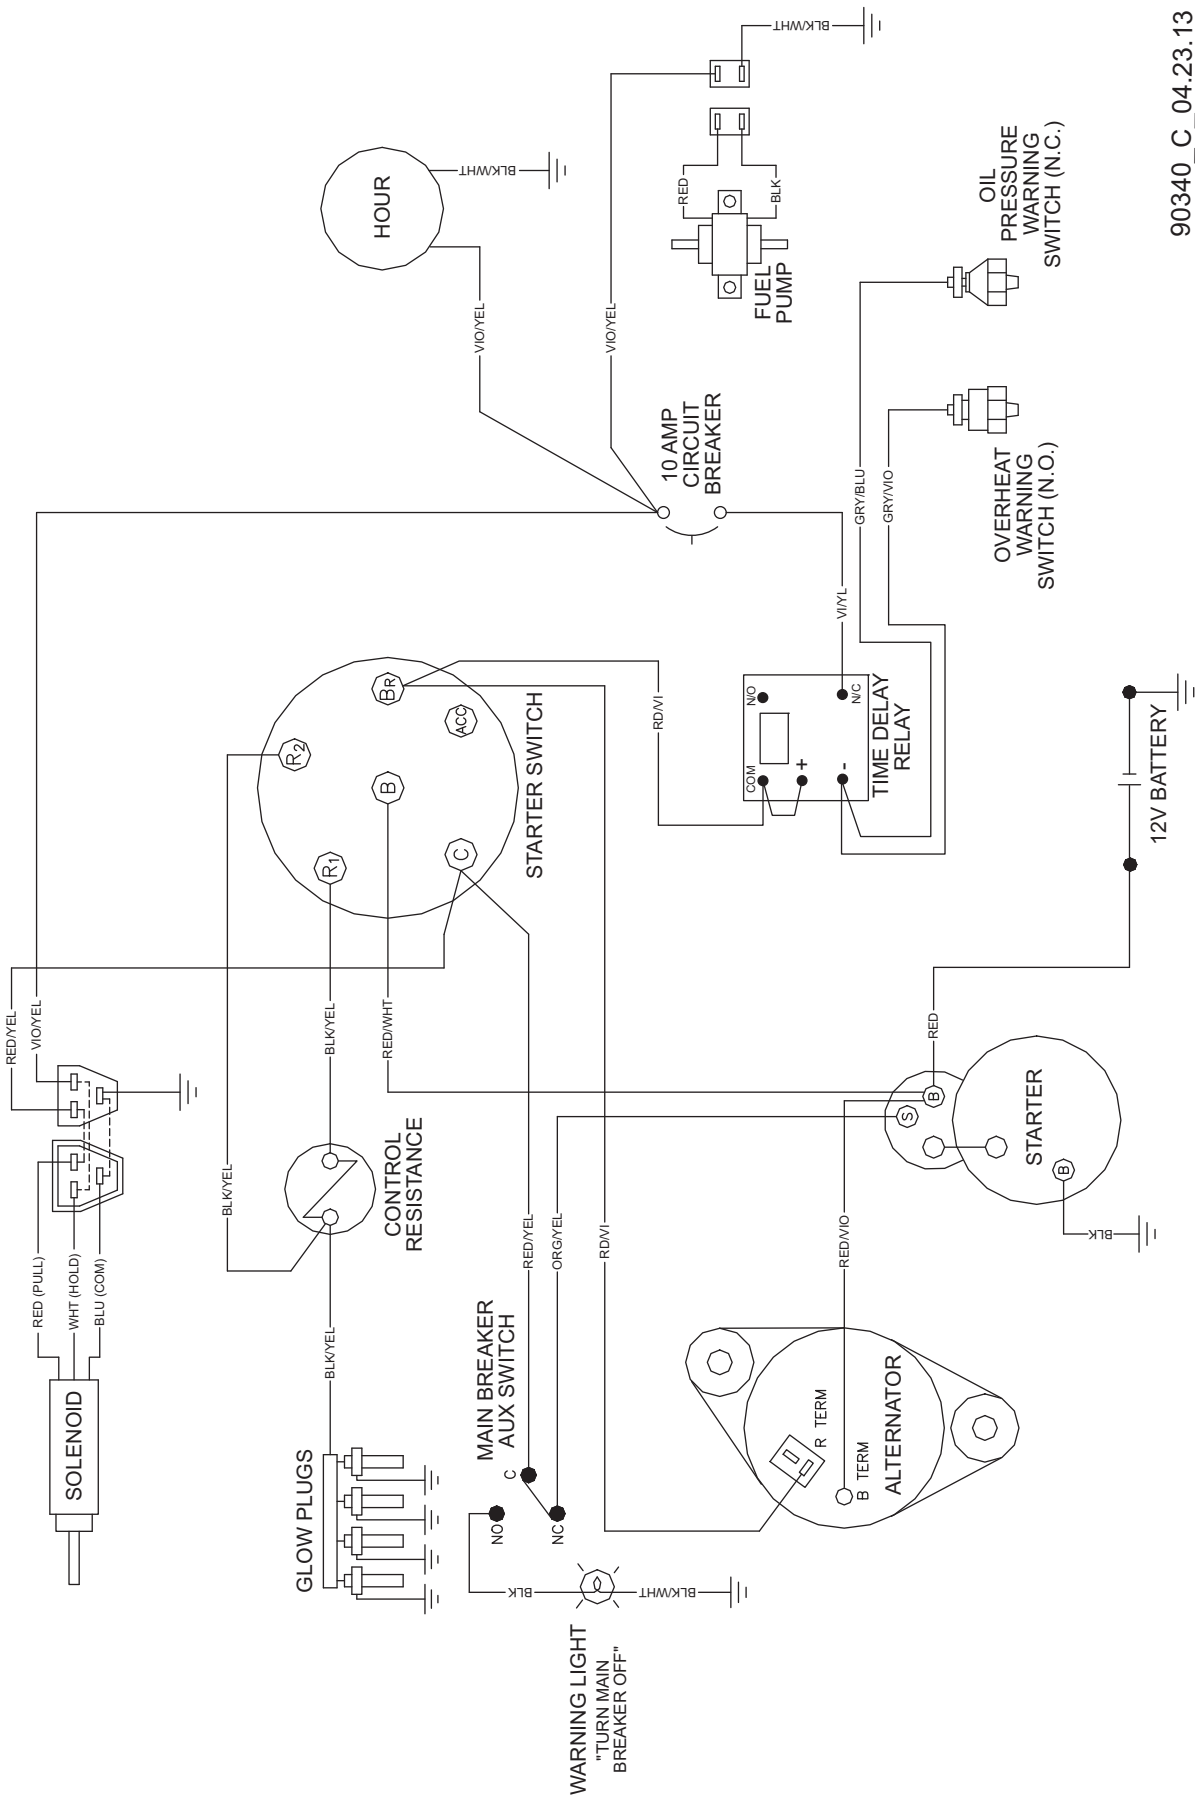 90340_C_04.23.13
BLK/WHT
HOUR
BLK/WHT
VIO/YEL
VIO/YEL
RED
BLK
FUEL
PUMP
OIL
PRESSURE
WARNING
SWITCH (N.C.)
10 AMP
CIRCUIT
BREAKER
GRY/BLU
GRY/VIO
OVERHEAT
WARNING
SWITCH (N.O.)
VI/YL
R2
BR
ACC
B
R1
C
STARTER SWITCH
RD/VI
N/O
N/C
COM
+
-
TIME DELAY
RELAY
12V BATTERY
RED/YEL
VIO/YEL
BLK/YEL
RED/WHT
RED
BLK/YEL
CONTROL
RESISTANCE
S
B
STARTER
B
BLK
RED (PULL)
WHT (HOLD)
BLU (COM)
SOLENOID
BLK/YEL
RED/YEL
ORG/YEL
RD/VI
RED/VIO
GLOW PLUGS
MAIN BREAKER
AUX SWITCH
C
NO
NC
R TERM
B TERM
ALTERNATOR
BLK
BLK/WHT
WARNING LIGHT
"TURN MAIN
BREAKER OFF"